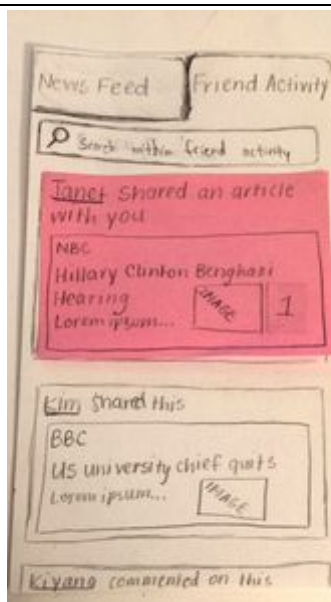 News Feed
Friend Activity
Search within friend activity
Janet shared an article
with you
NBC
Hillary Clinton Benghazi
Hearing
Lorem ipsum...
IMAGE
1
Kim shared this
BBC
US university chief quits
Lorem ipsum...
IMAGE
Kiyang commented on this